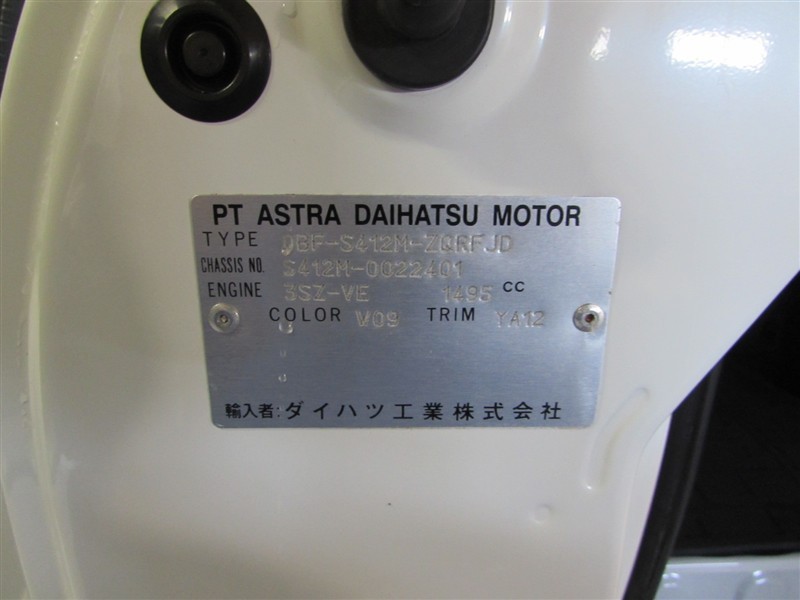 PT ASTRA DAIHATSU MOTOR
TYPE DBF-S412M-ZQRFJD
CHASSIS NO. S412M-0022401
ENGINE 3SZ-VE 1495 CC
COLOR W09 TRIM YA12
輸入者:ダイハツ工業株式会社